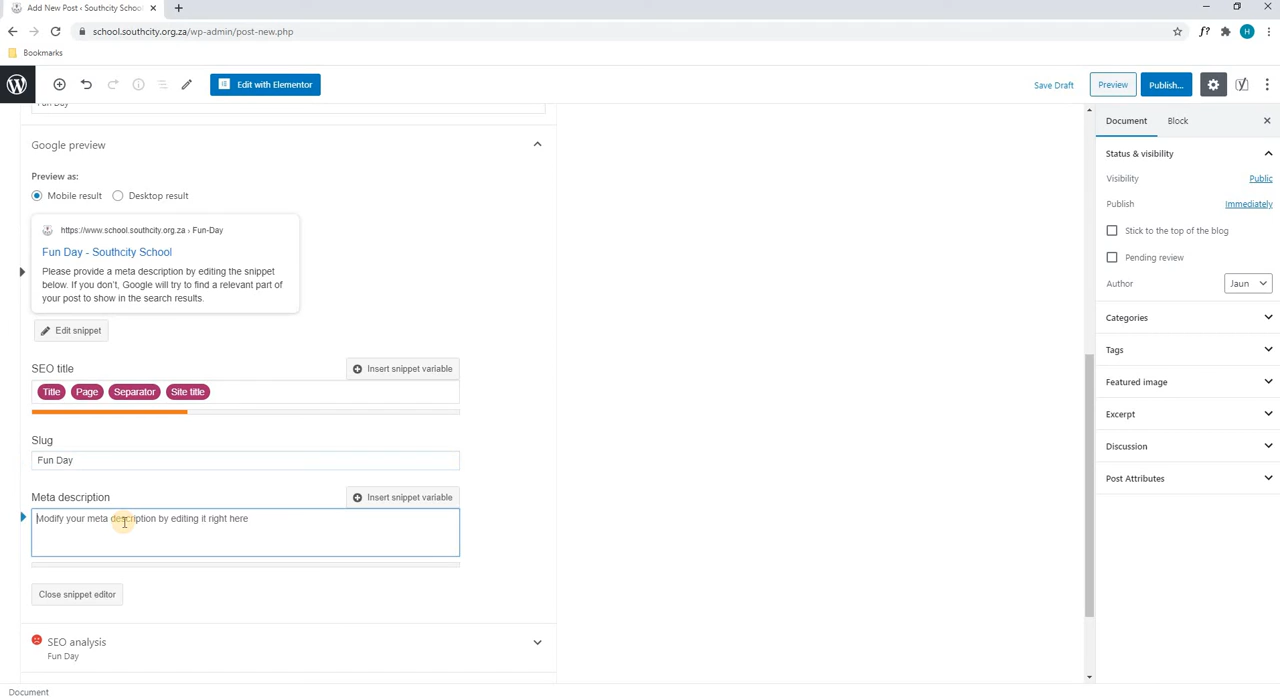 Add New Post ‹ Southcity School
school.southcity.org.za/wp-admin/post-new.php
Bookmarks
Edit with Elementor
Save Draft
Preview
Publish...
Fun Day
Document
Block
Google preview
Status & visibility
Preview as:
Visibility
Public
Mobile result
Desktop result
Publish
Immediately
https://www.school.southcity.org.za › Fun-Day
Stick to the top of the blog
Fun Day - Southcity School
Pending review
Please provide a meta description by editing the snippet
below. If you don't, Google will try to find a relevant part of
your post to show in the search results.
Author
Jaun
Categories
Edit snippet
Tags
SEO title
Insert snippet variable
Featured image
Title
Page
Separator
Site title
Excerpt
Slug
Discussion
Fun Day
Post Attributes
Meta description
Insert snippet variable
Modify your meta description by editing it right here
Close snippet editor
SEO analysis
Fun Day
Document